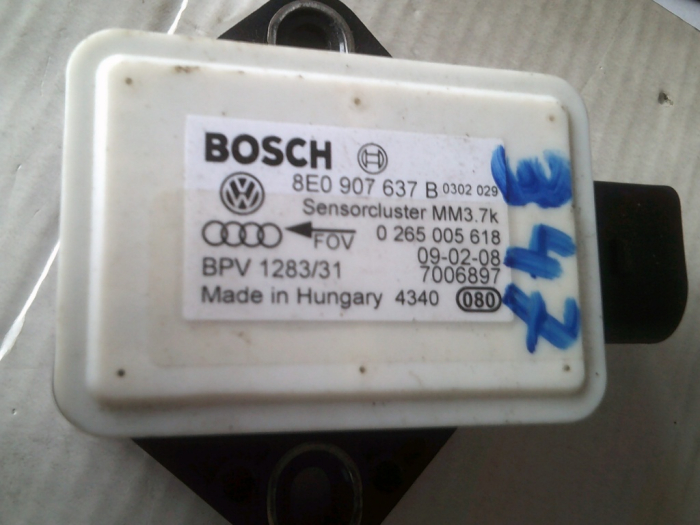 BOSCH
8E0 907 637 B 0302 029
Sensorcluster MM3.7k
FOV 0 265 005 618
09-02-08
BPV 1283/31 7006897
Made in Hungary 4340 080